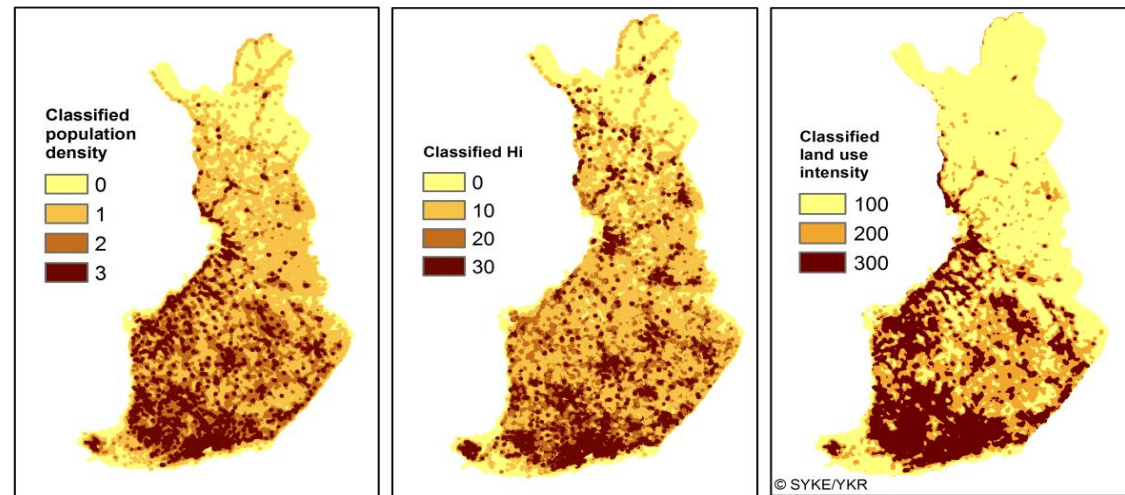 Classified
population
density
0
1
2
3
Classified Hi
0
10
20
30
Classified
land use
intensity
100
200
300
© SYKE/YKR